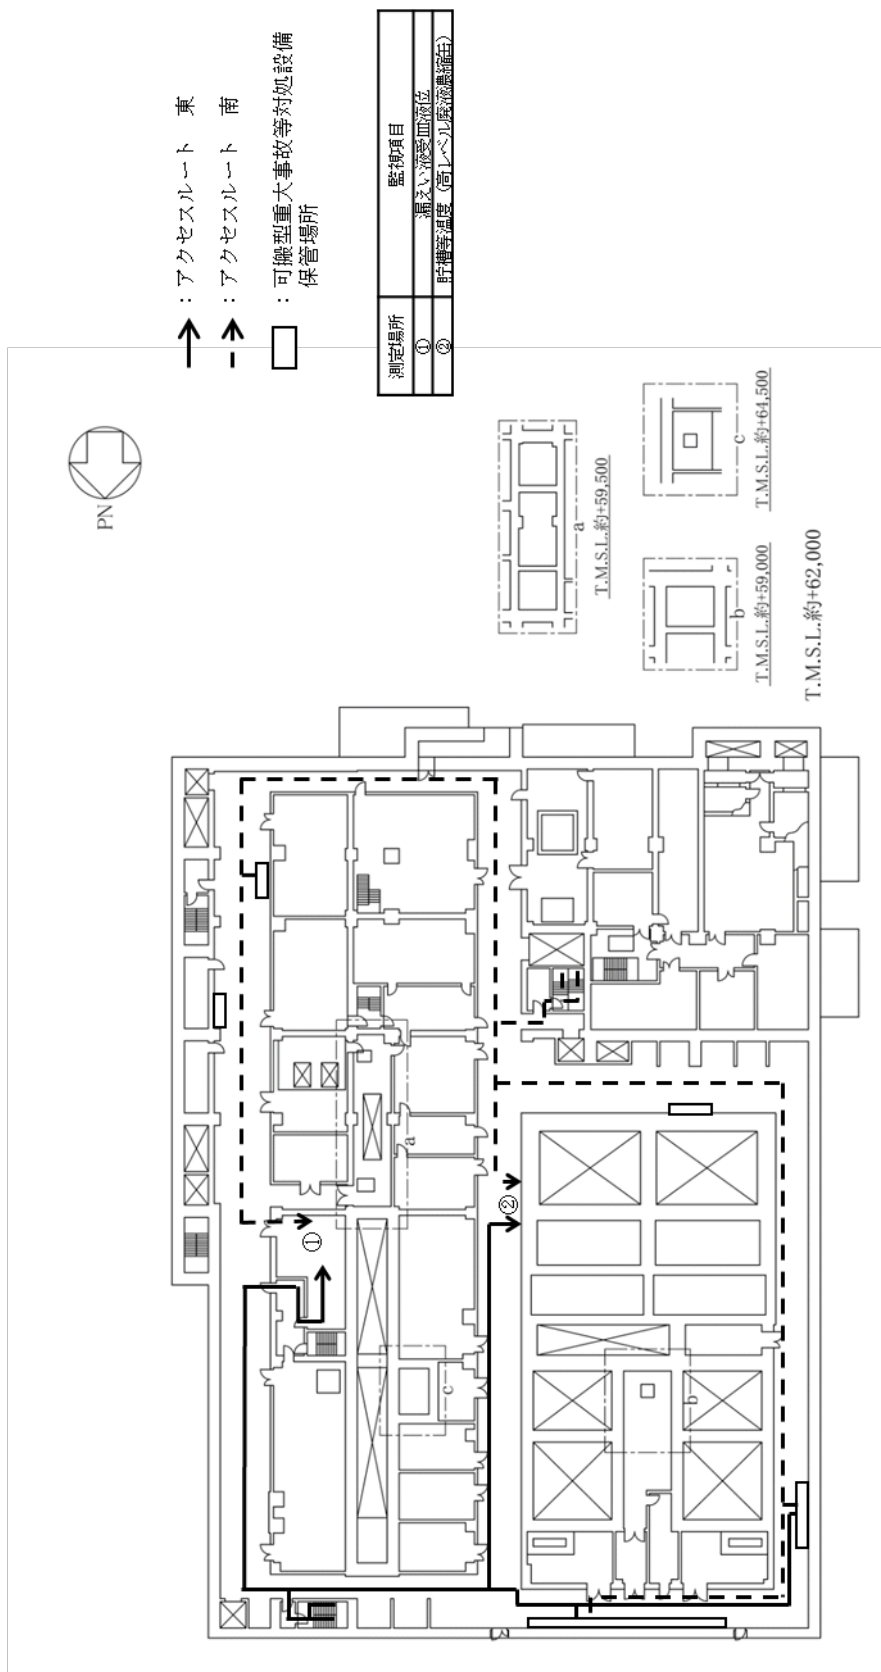 ：アクセスルート　東
：アクセスルート　南
：可搬型重大事故等対処設備
保管場所
測定場所　監視項目
①　漏えい液受皿液位
②　貯槽等温度（高レベル廃液濃縮缶）
PN
a
T.M.S.L.約+59,500
b
T.M.S.L.約+59,000
c
T.M.S.L.約+64,500
T.M.S.L.約+62,000
①
②
a
c
b